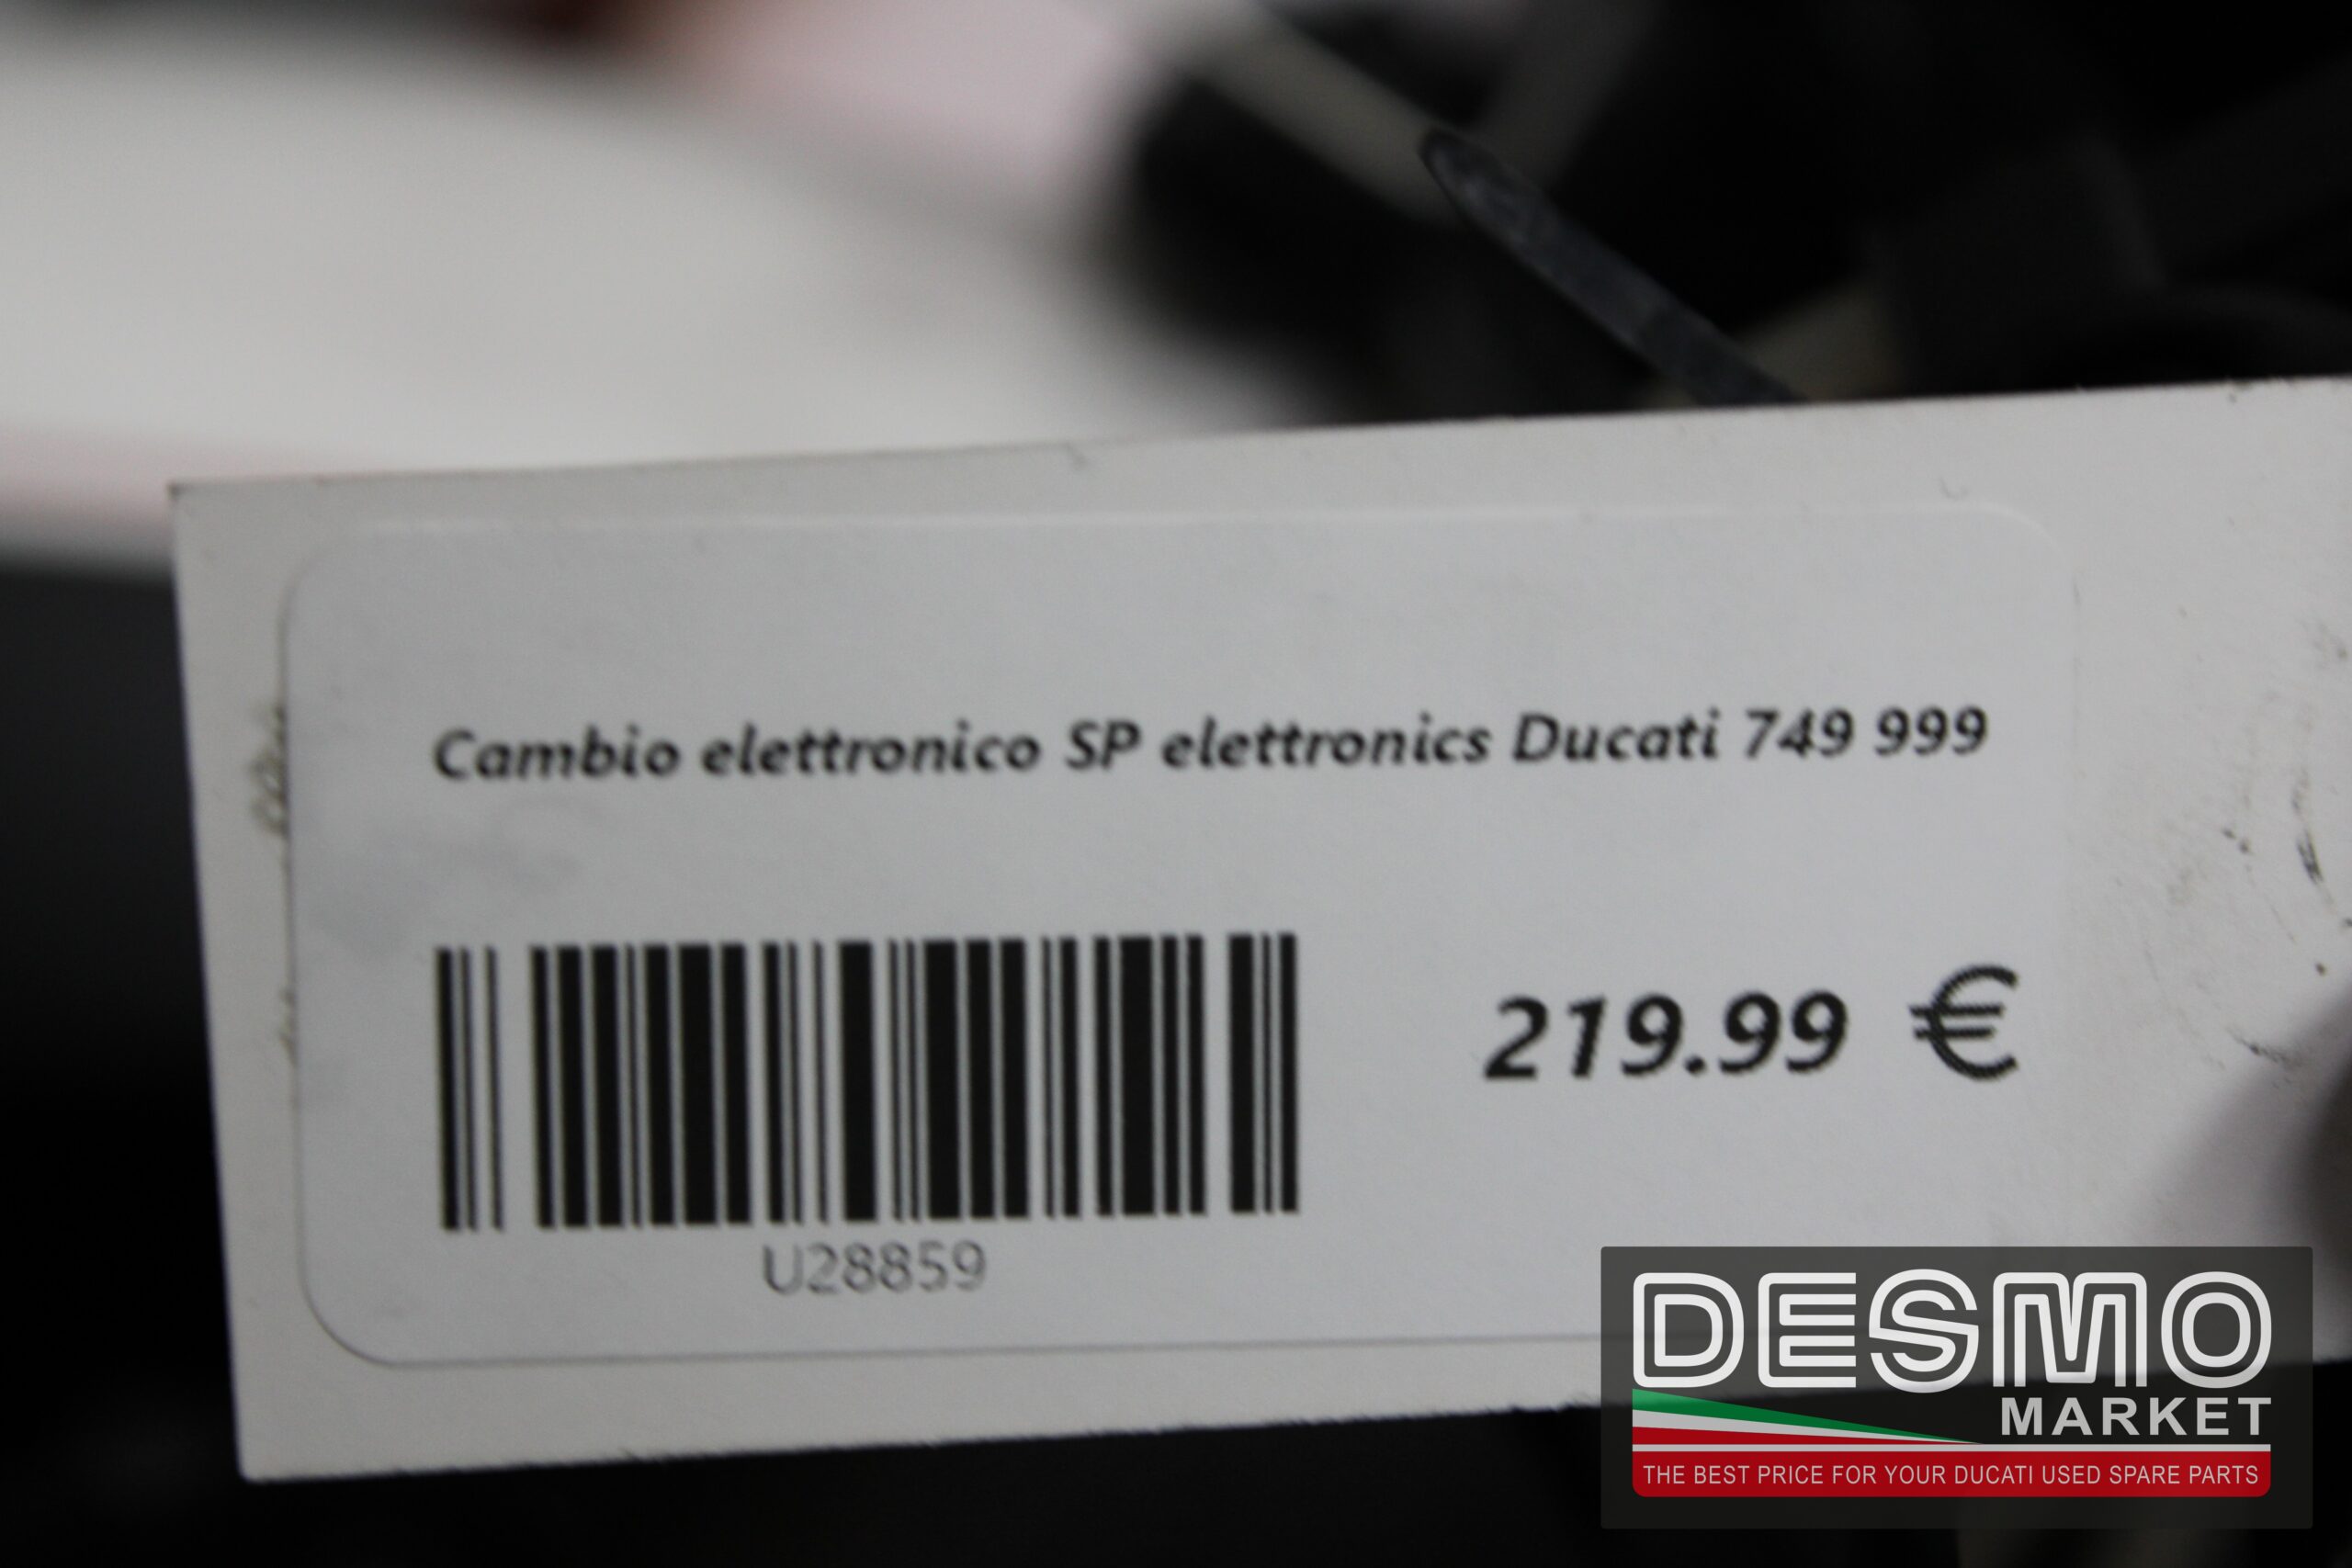 Cambio elettronico SP elettronics Ducati 749 999
219.99 €
U28859
DESMO
MARKET
THE BEST PRICE FOR YOUR DUCATI USED SPARE PARTS